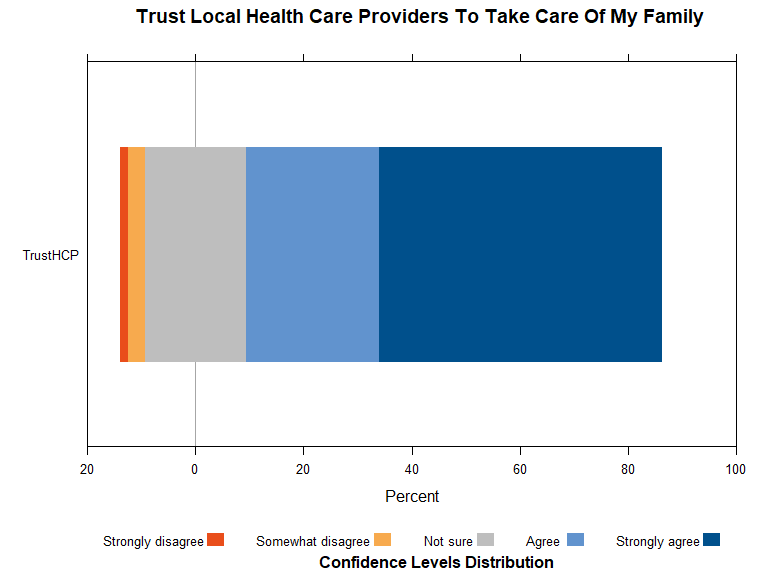 Trust Local Health Care Providers To Take Care Of My Family
TrustHCP
20 0 20 40 60 80 100
Percent
Strongly disagree Somewhat disagree Not sure Agree Strongly agree
Confidence Levels Distribution